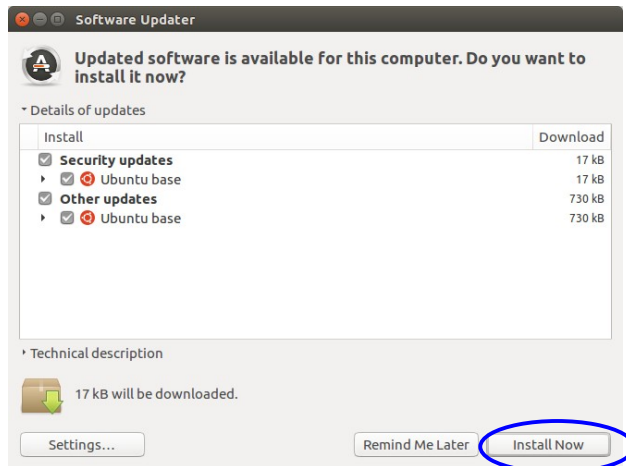 Software Updater
Updated software is available for this computer. Do you want to
install it now?
Details of updates
Install Download
Security updates 17 kB
Ubuntu base 17 kB
Other updates 730 kB
Ubuntu base 730 kB
Technical description
17 kB will be downloaded.
Settings... Remind Me Later Install Now